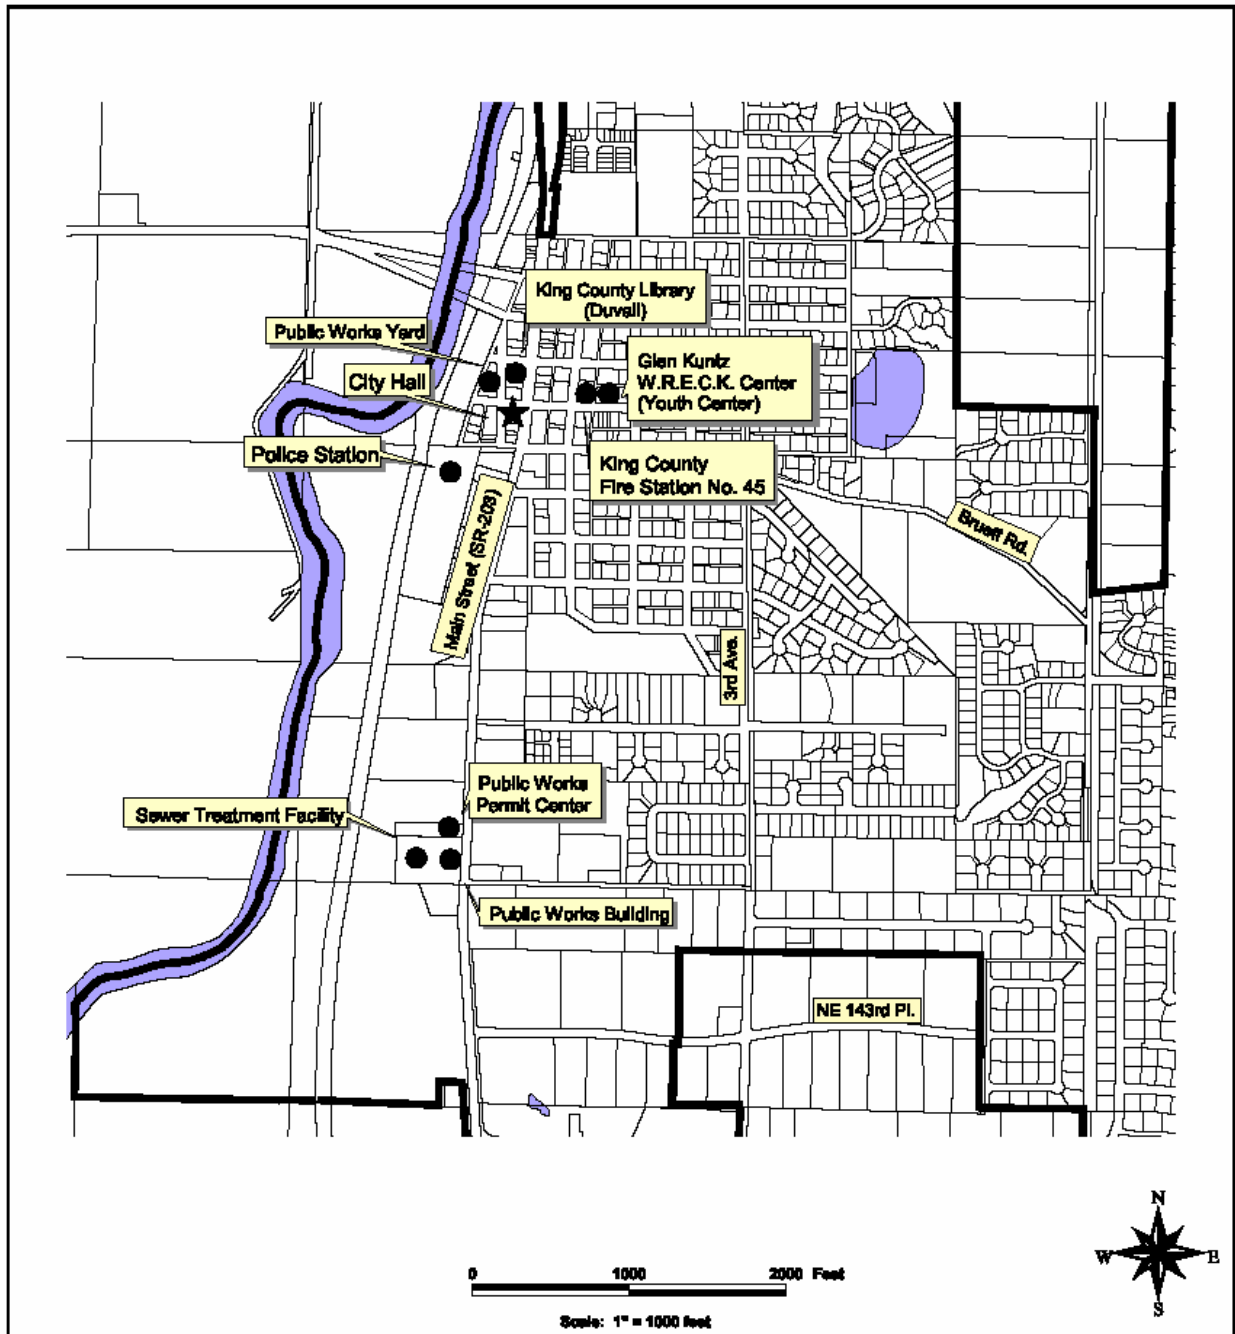 King County Library
(Duvall)
Public Works Yard
Glen Kuntz
W.R.E.C.K. Center
(Youth Center)
City Hall
Police Station
King County
Fire Station No. 45
Main Street (SR-203)
Brueff Rd.
3rd Ave.
Public Works
Permit Center
Sewer Treatment Facility
Public Works Building
NE 143rd Pl.
N
W E
S
0 1000 2000 Feet
Scale: 1" = 1000 feet